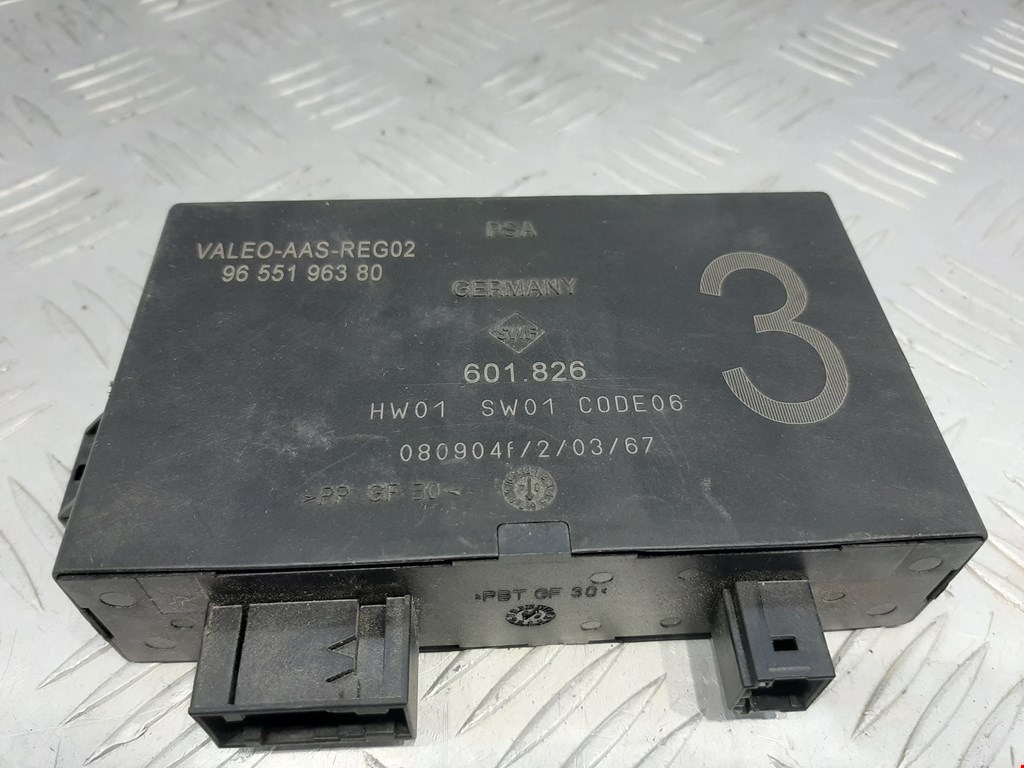 PSA
VALEO-AAS-REG02
96 551 963 80
GERMANY
3
601.826
HW01 SW01 CODE06
080904f/2/03/67
>PP GF 30<
>PBT GF 30<